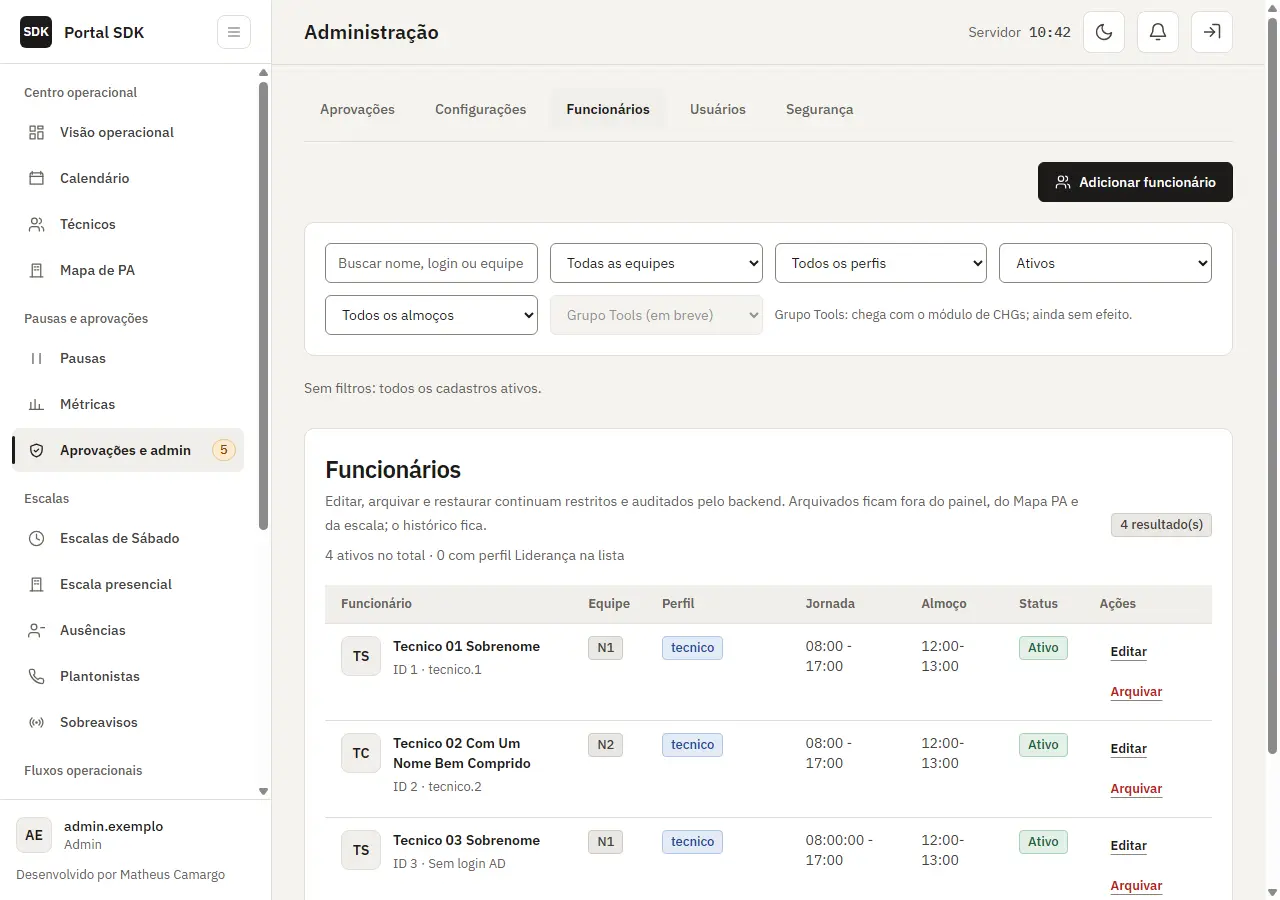 SDK Portal SDK
Centro operacional
Visão operacional
Calendário
Técnicos
Mapa de PA
Pausas e aprovações
Pausas
Métricas
Aprovações e admin 5
Escalas
Escalas de Sábado
Escala presencial
Ausências
Plantonistas
Sobreavisos
Fluxos operacionais
AE admin.exemplo
Admin
Desenvolvido por Matheus Camargo
Administração
Servidor 10:42
Aprovações Configurações Funcionários Usuários Segurança
Adicionar funcionário
Buscar nome, login ou equipe Todas as equipes Todos os perfis Ativos
Todos os almoços Grupo Tools (em breve) Grupo Tools: chega com o módulo de CHGs; ainda sem efeito.
Sem filtros: todos os cadastros ativos.
Funcionários
Editar, arquivar e restaurar continuam restritos e auditados pelo backend. Arquivados ficam fora do painel, do Mapa PA e
da escala; o histórico fica.
4 resultado(s)
4 ativos no total · 0 com perfil Liderança na lista
Funcionário Equipe Perfil Jornada Almoço Status Ações
TS Tecnico 01 Sobrenome N1 tecnico 08:00 - 12:00- Ativo Editar
ID 1 · tecnico.1 17:00 13:00
Arquivar
TC Tecnico 02 Com Um N2 tecnico 08:00 - 12:00- Ativo Editar
Nome Bem Comprido 17:00 13:00
ID 2 · tecnico.2 Arquivar
TS Tecnico 03 Sobrenome N1 tecnico 08:00:00 - 12:00- Ativo Editar
ID 3 · Sem login AD 17:00 13:00
Arquivar